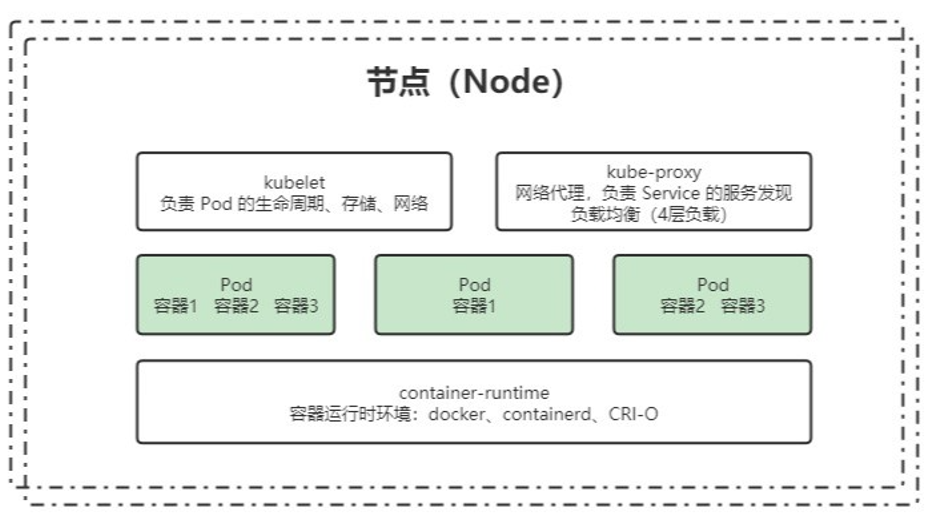 节点（Node）
kubelet
负责 Pod 的生命周期、存储、网络
kube-proxy
网络代理，负责 Service 的服务发现
负载均衡（4层负载）
Pod
容器1 容器2 容器3
Pod
容器1
Pod
容器2 容器3
container-runtime
容器运行时环境：docker、containerd、CRI-O